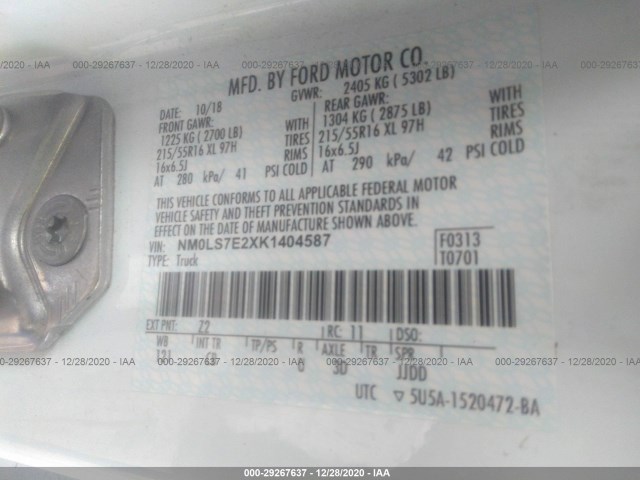 000-29267637 - 12/28/2020 - IAA
MFD. BY FORD MOTOR CO.
GVWR: 2405 KG ( 5302 LB)
DATE: 10/18
FRONT GAWR: REAR GAWR:
1225 KG ( 2700 LB) WITH 1304 KG ( 2875 LB) WITH
215/55R16 XL 97H TIRES 215/55R16 XL 97H TIRES
16x6.5J RIMS 16x6.5J RIMS
AT 280 kPa/ 41 PSI COLD AT 290 kPa/ 42 PSI COLD
THIS VEHICLE CONFORMS TO ALL APPLICABLE FEDERAL MOTOR
VEHICLE SAFETY AND THEFT PREVENTION STANDARDS IN
EFFECT ON THE DATE OF MANUFACTURE SHOWN ABOVE.
VIN: NM0LS7E2XK1404587 F0313
TYPE: Truck T0701
EXT PNT: Z2 RC: 11 DSO:
WB INT TR TP/PS R AXLE TR SPR
121 0 3D JJDD
UTC ▽ 5U5A-1520472-BA
000-29267637 - 12/28/2020 - IAA